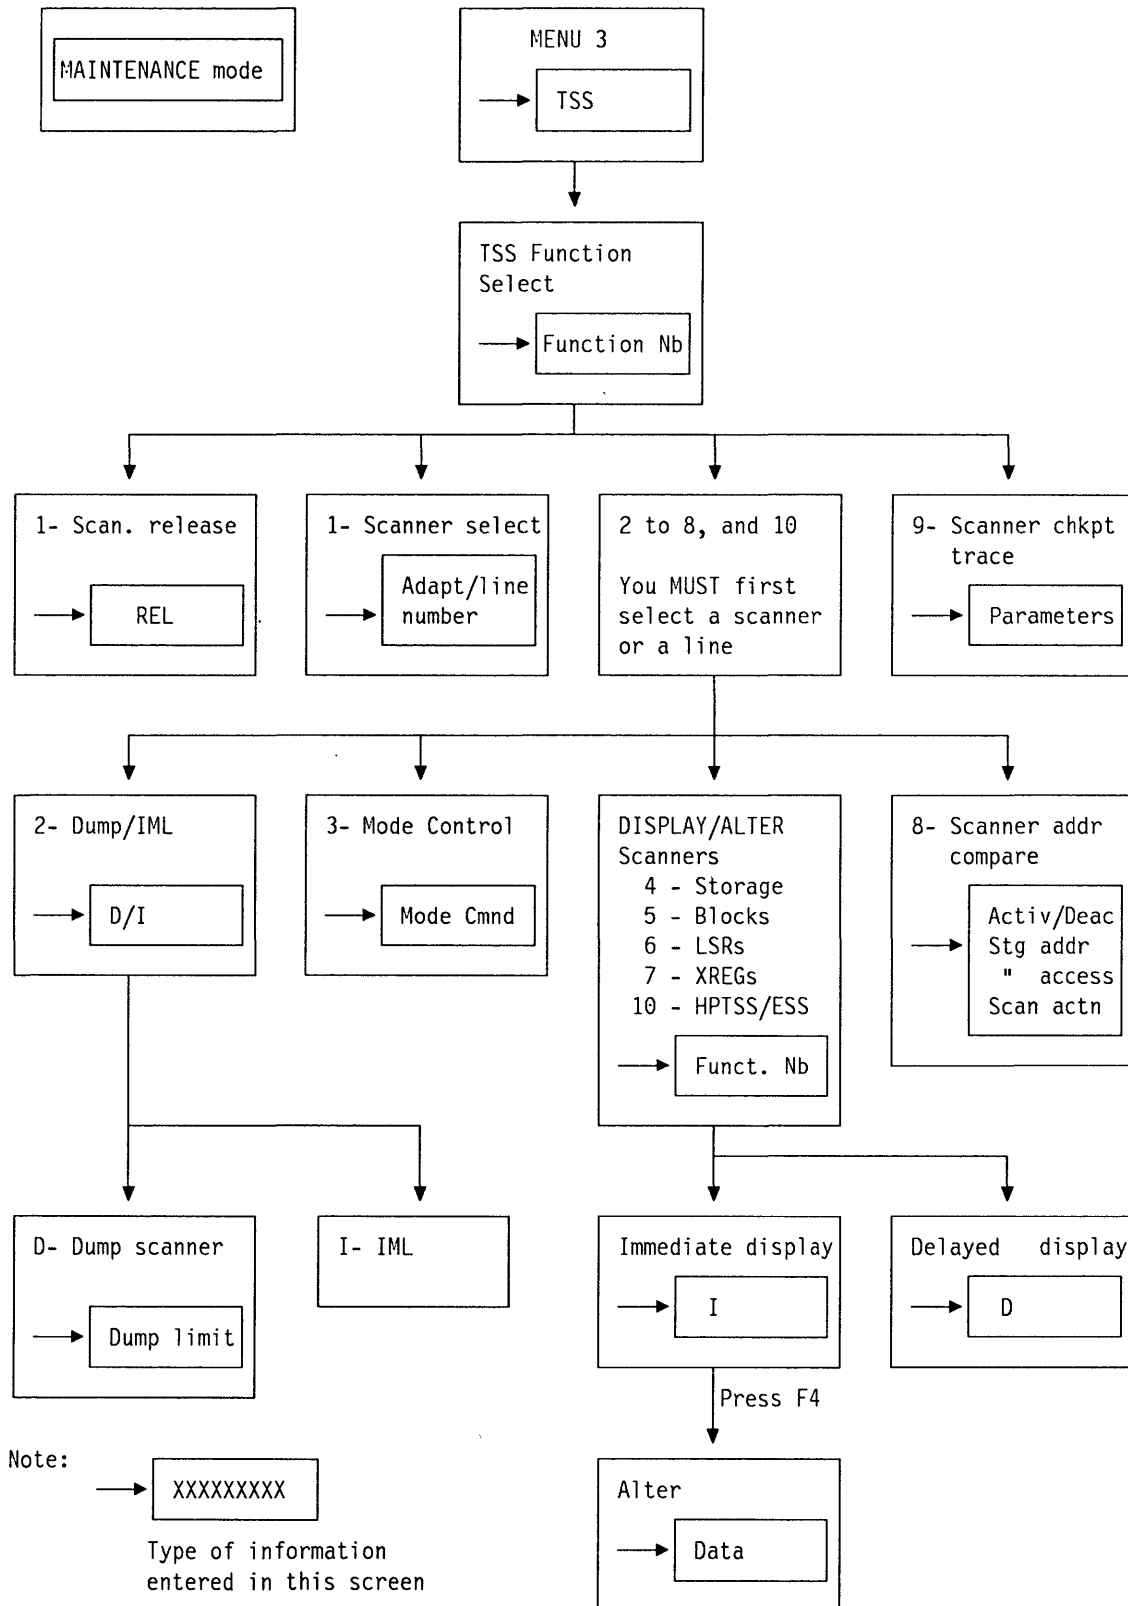 MAINTENANCE mode
MENU 3
TSS
TSS Function
Select
Function Nb
1- Scan. release
REL
1- Scanner select
Adapt/line
number
2 to 8, and 10
You MUST first
select a scanner
or a line
9- Scanner chkpt
trace
Parameters
2- Dump/IML
D/I
3- Mode Control
Mode Cmnd
DISPLAY/ALTER
Scanners
4 - Storage
5 - Blocks
6 - LSRs
7 - XREGs
10 - HPTSS/ESS
Funct. Nb
8- Scanner addr
compare
Activ/Deac
Stg addr
" access
Scan actn
D- Dump scanner
Dump limit
I- IML
Immediate display
I
Delayed display
D
Press F4
Note:
XXXXXXXXX
Type of information
entered in this screen
Alter
Data